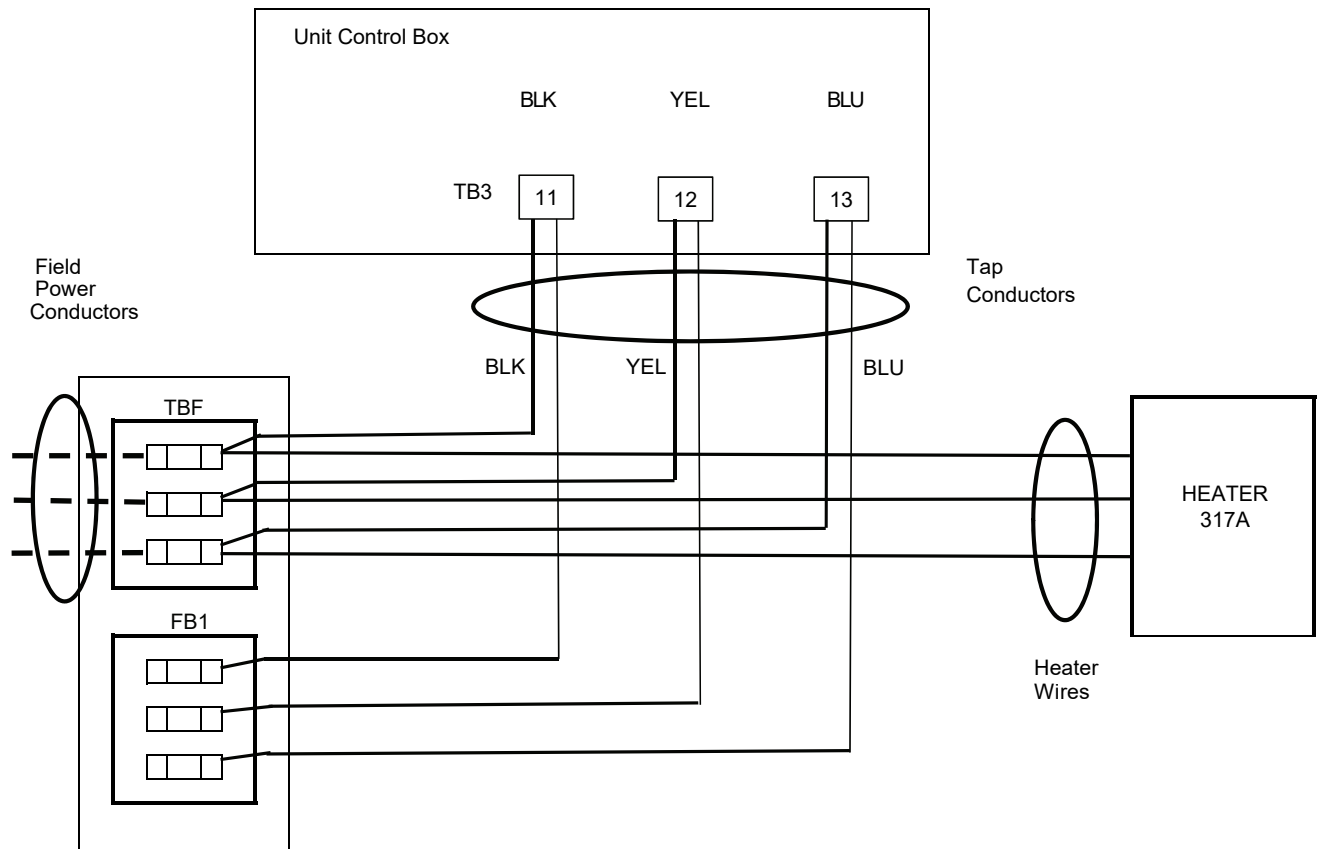 Unit Control Box
BLK YEL BLU
TB3 11 12 13
Field
Power
Conductors
Tap
Conductors
BLK YEL BLU
TBF
HEATER
317A
FB1
Heater
Wires